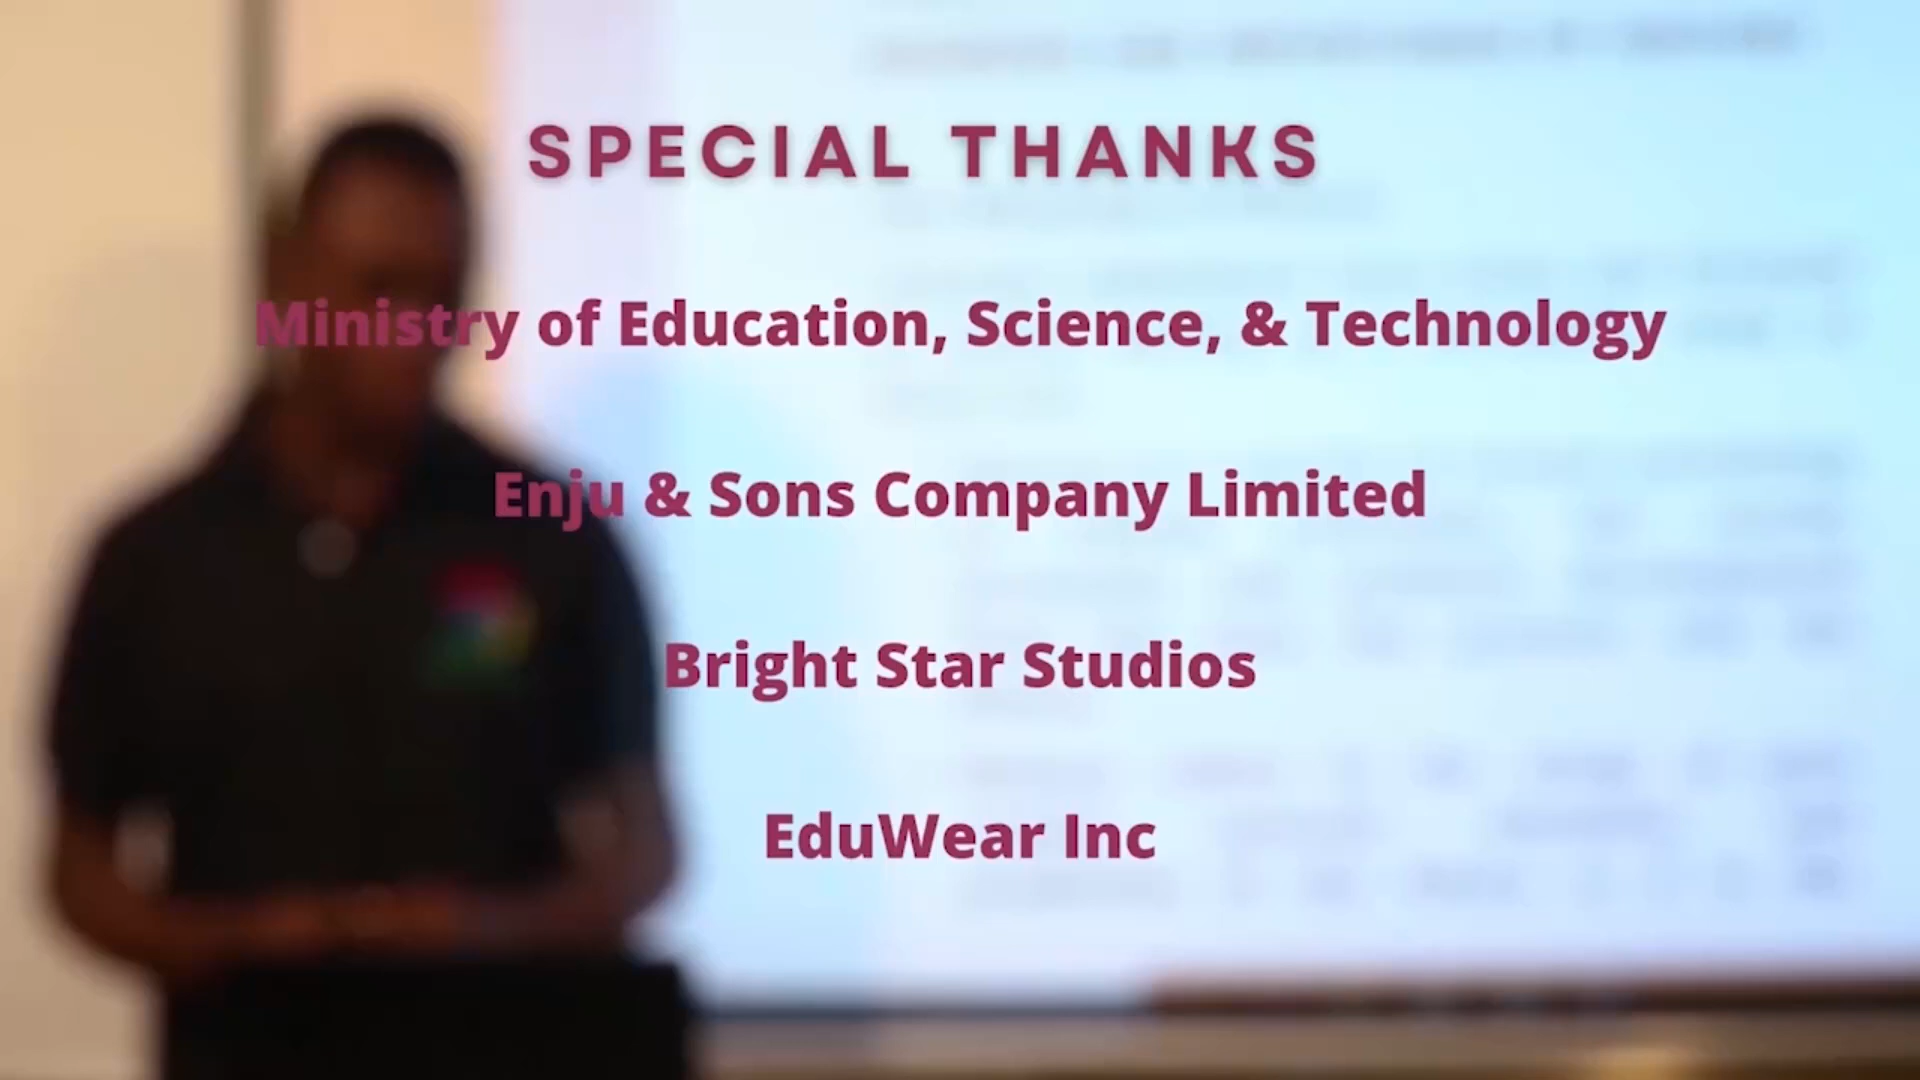 SPECIAL THANKS
Ministry of Education, Science, & Technology
Enju & Sons Company Limited
Bright Star Studios
EduWear Inc